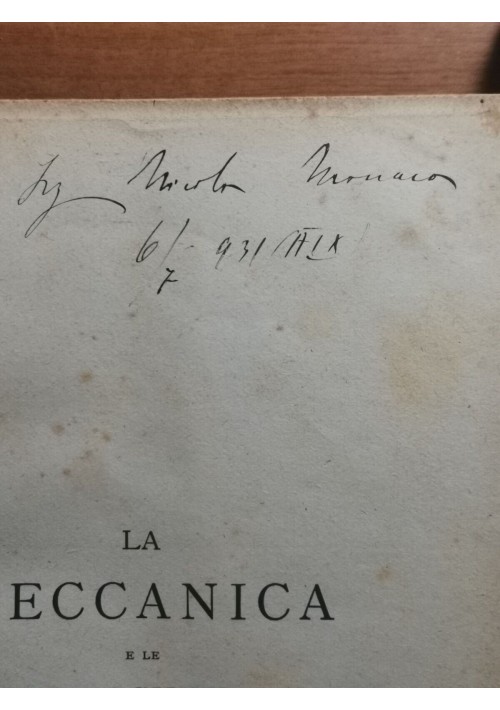 Ing Nicola Monaco
6/7 931 A IX
LA
ECCANICA
E LE